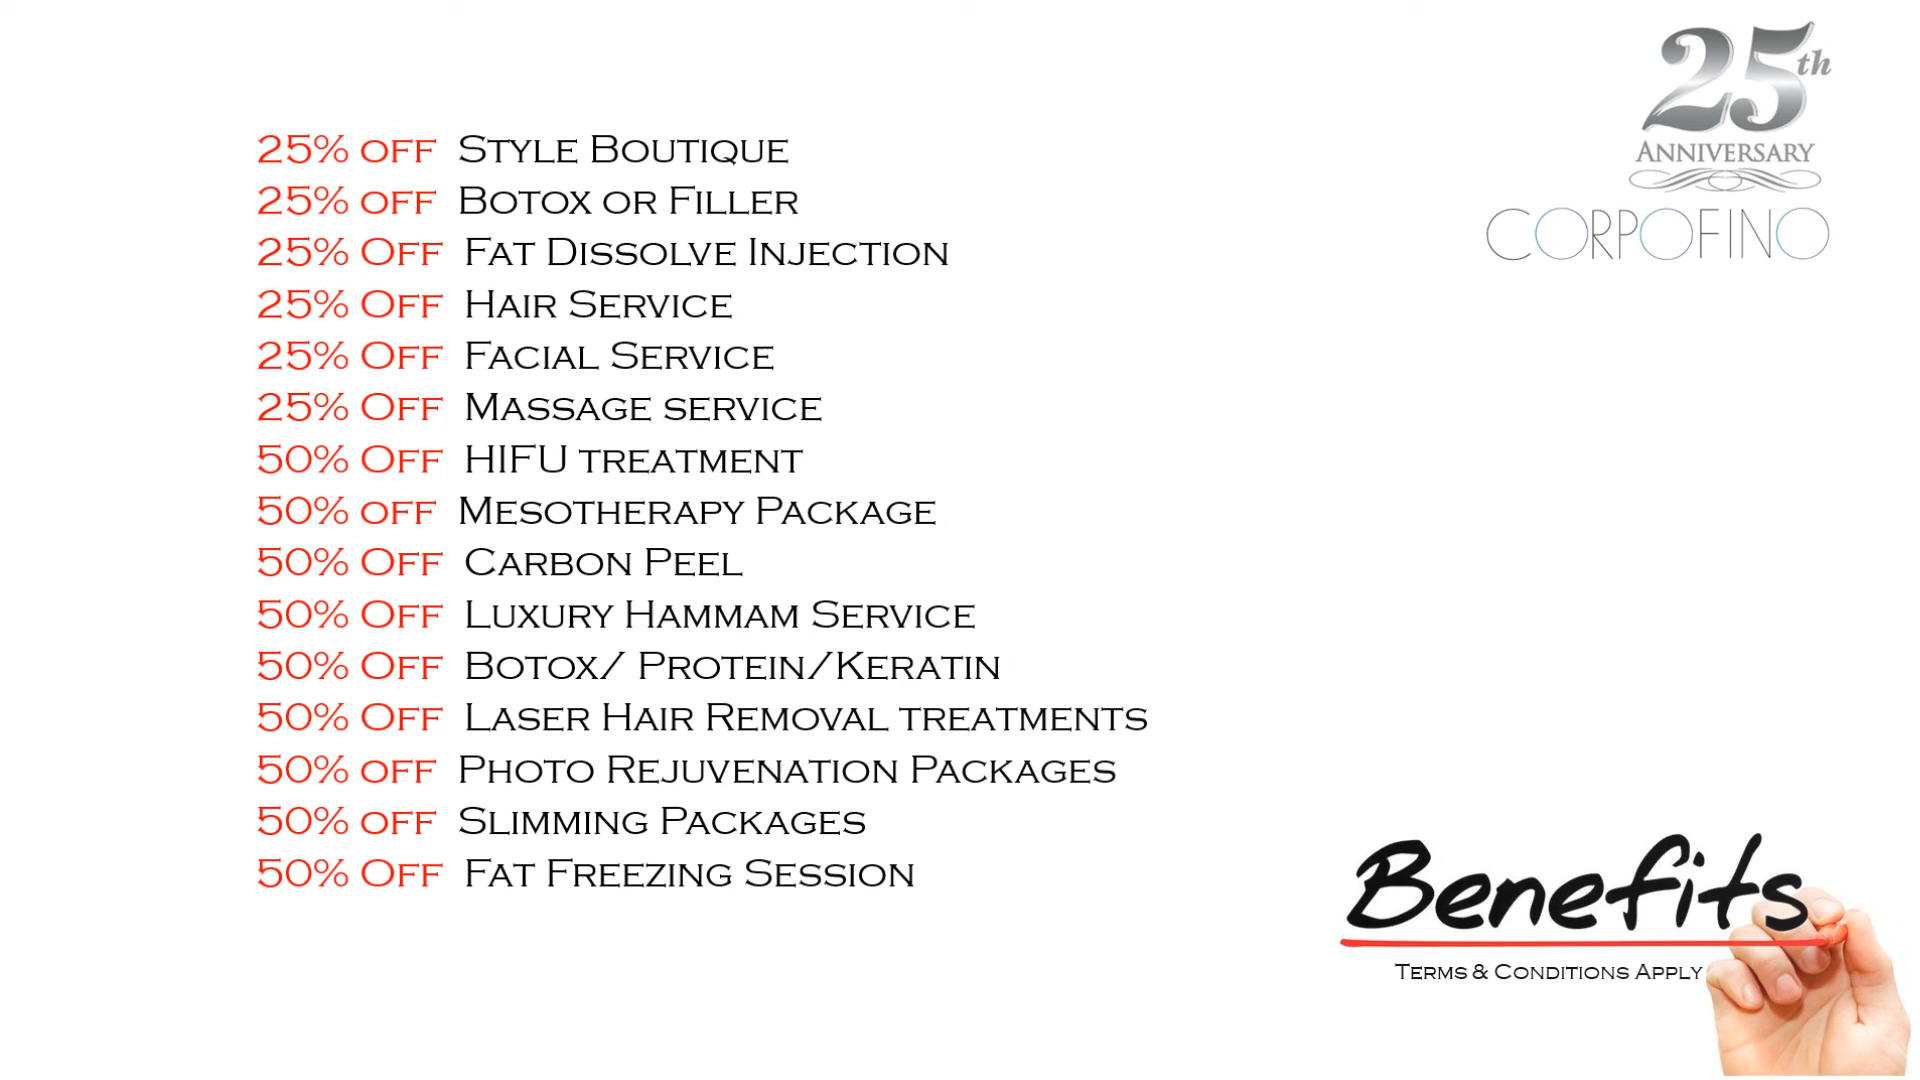 25th
ANNIVERSARY
CORPOFINO
25% off Style Boutique
25% off Botox or Filler
25% Off Fat Dissolve Injection
25% Off Hair Service
25% Off Facial Service
25% Off Massage service
50% Off HIFU treatment
50% off Mesotherapy Package
50% Off Carbon Peel
50% Off Luxury Hammam Service
50% Off Botox/ Protein/Keratin
50% Off Laser Hair Removal treatments
50% off Photo Rejuvenation Packages
50% off Slimming Packages
50% Off Fat Freezing Session
Benefits
Terms & Conditions Apply